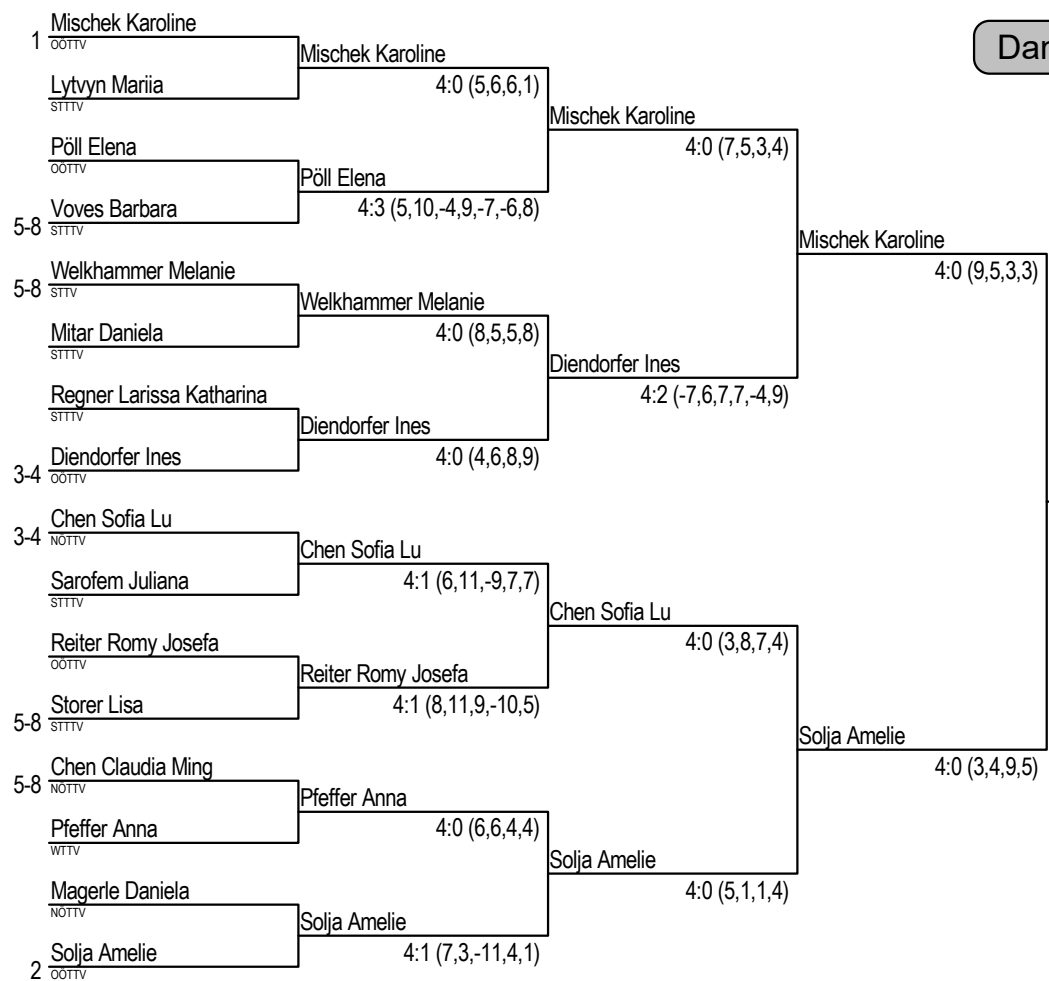 Mischek Karoline
1
OÖTTV
Mischek Karoline
Dar
Lytvyn Mariia
4:0 (5,6,6,1)
STTTV
Mischek Karoline
Pöll Elena
4:0 (7,5,3,4)
OÖTTV
Pöll Elena
Voves Barbara
4:3 (5,10,-4,9,-7,-6,8)
5-8
STTTV
Mischek Karoline
Welkhammer Melanie
4:0 (9,5,3,3)
5-8
STTV
Welkhammer Melanie
Mitar Daniela
4:0 (8,5,5,8)
STTTV
Diendorfer Ines
Regner Larissa Katharina
4:2 (-7,6,7,7,-4,9)
STTTV
Diendorfer Ines
Diendorfer Ines
4:0 (4,6,8,9)
3-4
OÖTTV
Chen Sofia Lu
3-4
NÖTTV
Chen Sofia Lu
Sarofem Juliana
4:1 (6,11,-9,7,7)
STTTV
Chen Sofia Lu
Reiter Romy Josefa
4:0 (3,8,7,4)
OÖTTV
Reiter Romy Josefa
Storer Lisa
4:1 (8,11,9,-10,5)
5-8
STTTV
Solja Amelie
Chen Claudia Ming
4:0 (3,4,9,5)
5-8
NÖTTV
Pfeffer Anna
Pfeffer Anna
4:0 (6,6,4,4)
WTTV
Solja Amelie
Magerle Daniela
4:0 (5,1,1,4)
NÖTTV
Solja Amelie
Solja Amelie
4:1 (7,3,-11,4,1)
2
OÖTTV